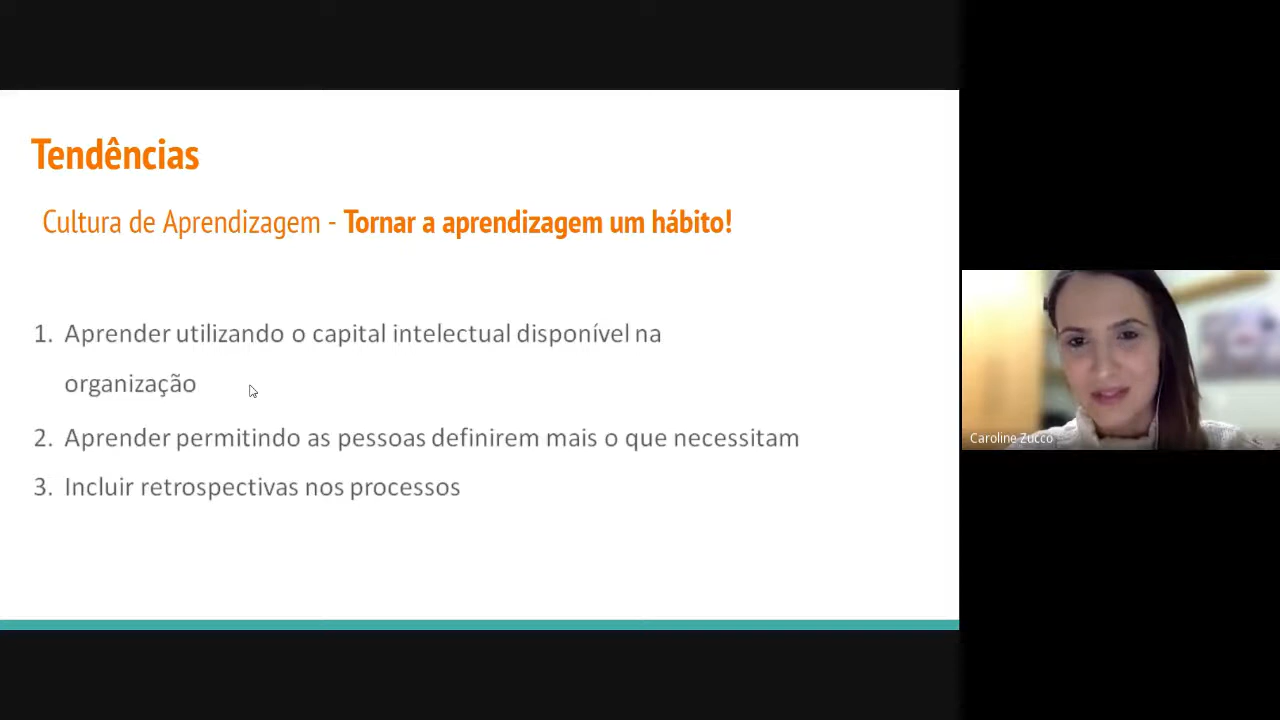 Tendências
Cultura de Aprendizagem - Tornar a aprendizagem um hábito!
1. Aprender utilizando o capital intelectual disponível na
organização
2. Aprender permitindo as pessoas definirem mais o que necessitam
3. Incluir retrospectivas nos processos
Caroline Zucco